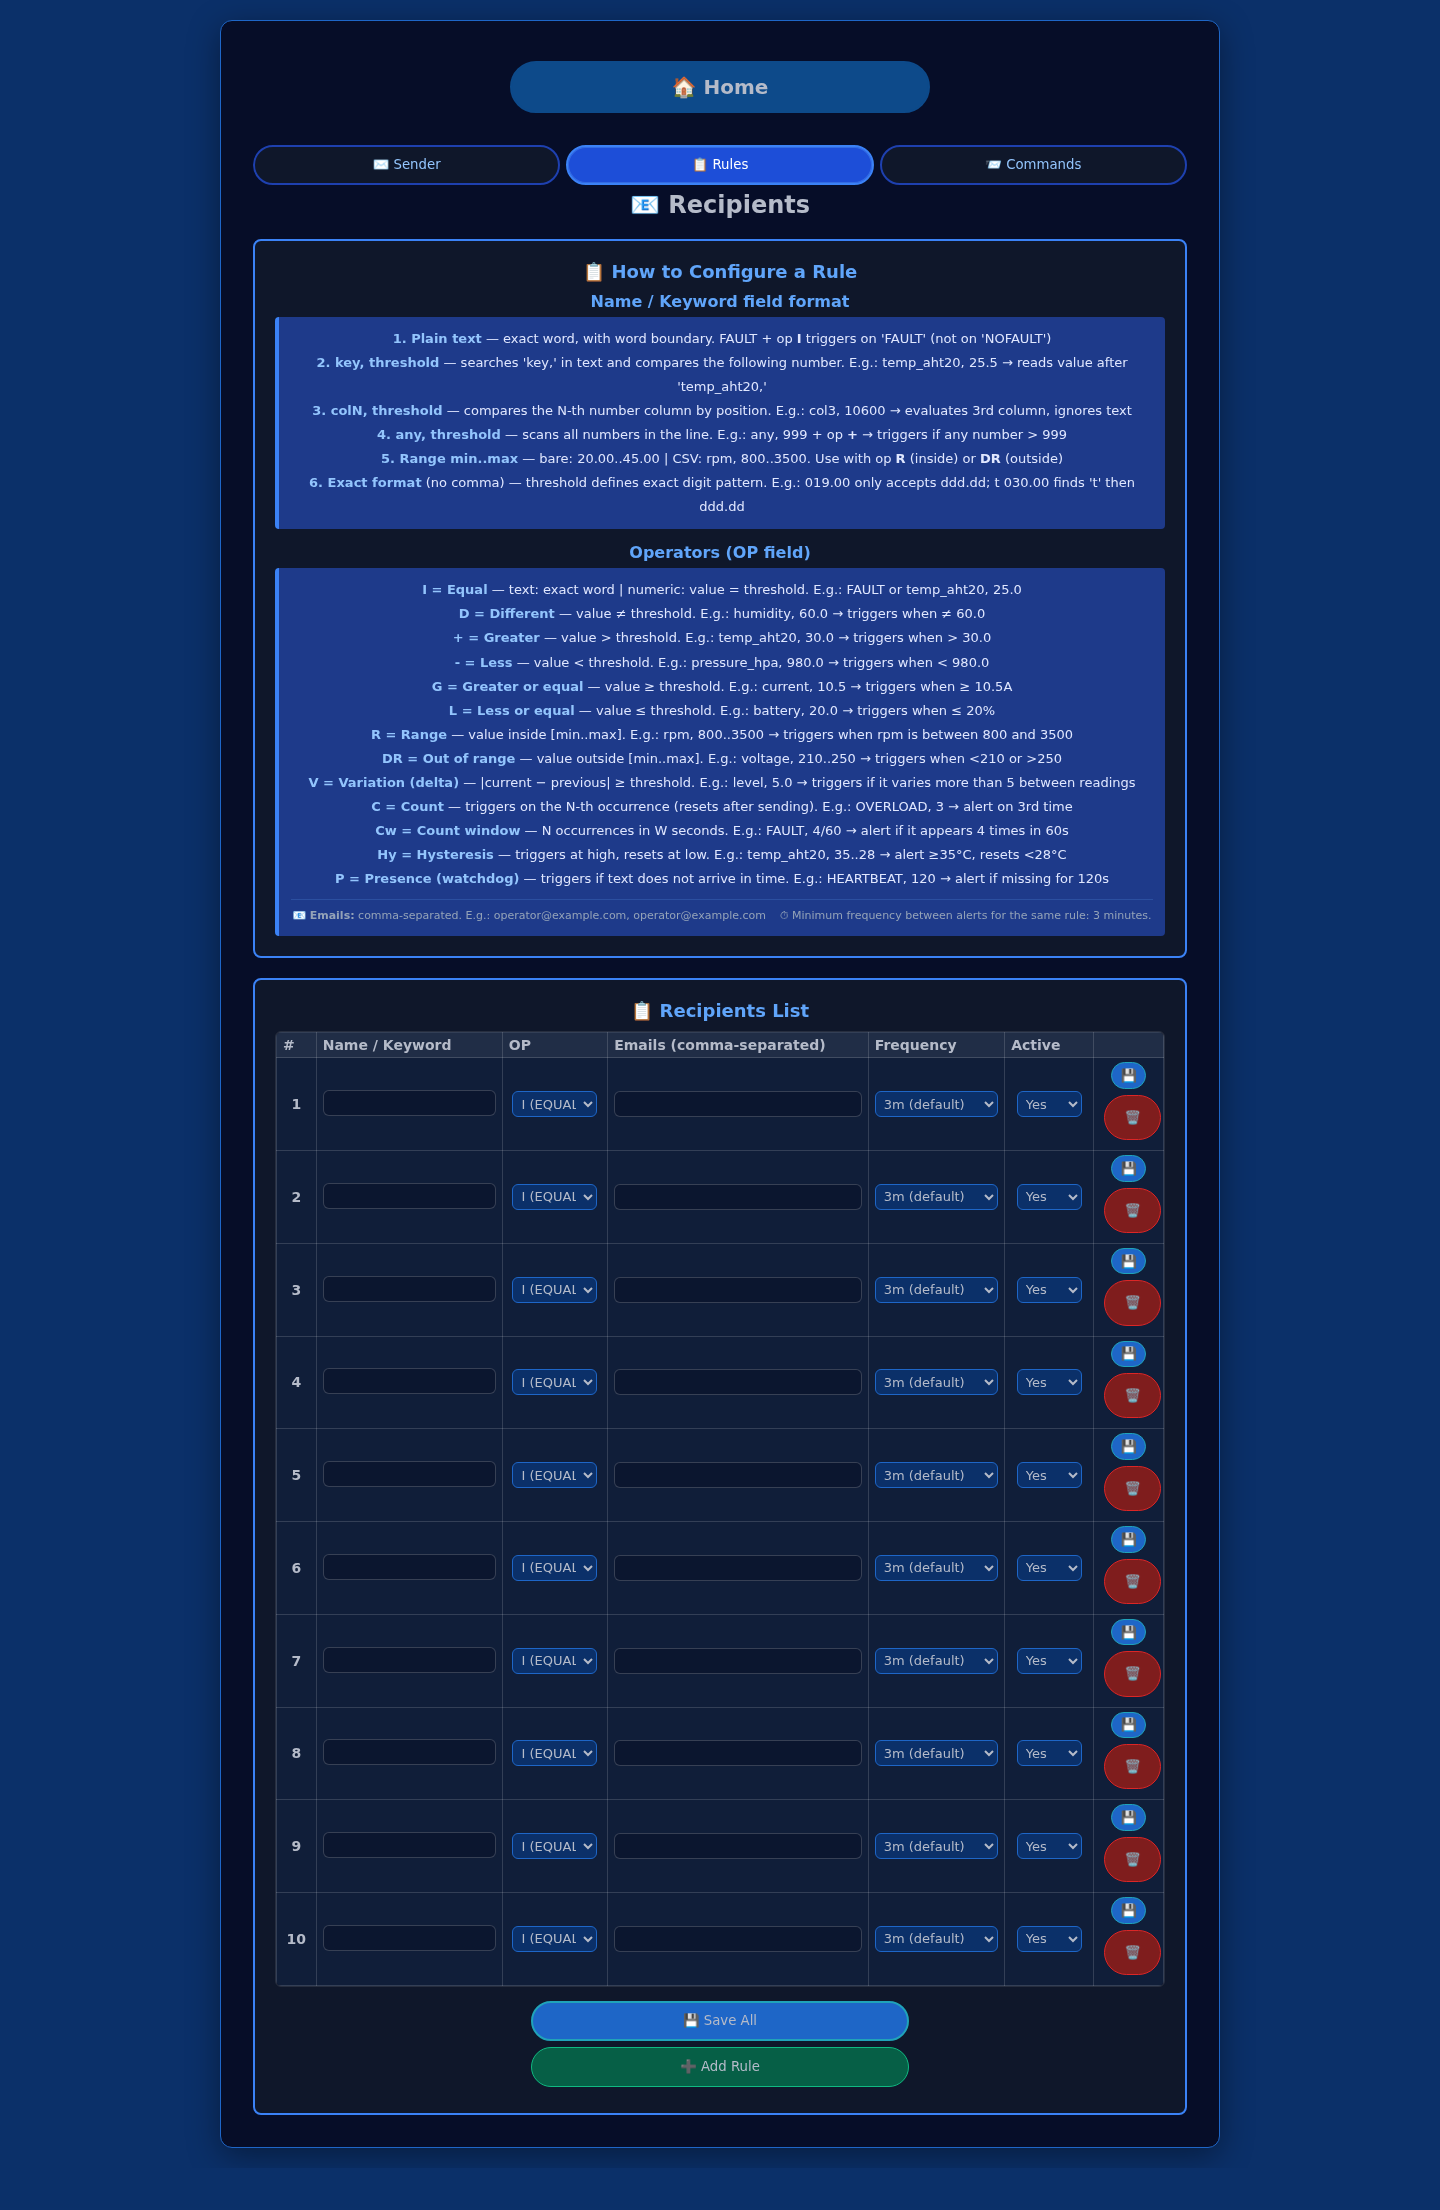 🏠 Home
✉️ Sender
📋 Rules
📨 Commands
📧 Recipients
📋 How to Configure a Rule
Name / Keyword field format
1. Plain text — exact word, with word boundary. FAULT + op I triggers on 'FAULT' (not on 'NOFAULT')
2. key, threshold — searches 'key,' in text and compares the following number. E.g.: temp_aht20, 25.5 → reads value after
'temp_aht20,'
3. colN, threshold — compares the N-th number column by position. E.g.: col3, 10600 → evaluates 3rd column, ignores text
4. any, threshold — scans all numbers in the line. E.g.: any, 999 + op + → triggers if any number > 999
5. Range min..max — bare: 20.00..45.00 | CSV: rpm, 800..3500. Use with op R (inside) or DR (outside)
6. Exact format (no comma) — threshold defines exact digit pattern. E.g.: 019.00 only accepts ddd.dd; t 030.00 finds 't' then
ddd.dd
Operators (OP field)
I = Equal — text: exact word | numeric: value = threshold. E.g.: FAULT or temp_aht20, 25.0
D = Different — value ≠ threshold. E.g.: humidity, 60.0 → triggers when ≠ 60.0
+ = Greater — value > threshold. E.g.: temp_aht20, 30.0 → triggers when > 30.0
- = Less — value < threshold. E.g.: pressure_hpa, 980.0 → triggers when < 980.0
G = Greater or equal — value ≥ threshold. E.g.: current, 10.5 → triggers when ≥ 10.5A
L = Less or equal — value ≤ threshold. E.g.: battery, 20.0 → triggers when ≤ 20%
R = Range — value inside [min..max]. E.g.: rpm, 800..3500 → triggers when rpm is between 800 and 3500
DR = Out of range — value outside [min..max]. E.g.: voltage, 210..250 → triggers when <210 or >250
V = Variation (delta) — |current − previous| ≥ threshold. E.g.: level, 5.0 → triggers if it varies more than 5 between readings
C = Count — triggers on the N-th occurrence (resets after sending). E.g.: OVERLOAD, 3 → alert on 3rd time
Cw = Count window — N occurrences in W seconds. E.g.: FAULT, 4/60 → alert if it appears 4 times in 60s
Hy = Hysteresis — triggers at high, resets at low. E.g.: temp_aht20, 35..28 → alert ≥35°C, resets <28°C
P = Presence (watchdog) — triggers if text does not arrive in time. E.g.: HEARTBEAT, 120 → alert if missing for 120s
📧 Emails: comma-separated. E.g.: operator@example.com, operator@example.com ⏱ Minimum frequency between alerts for the same rule: 3 minutes.
📋 Recipients List
# Name / Keyword OP Emails (comma-separated) Frequency Active
1 I (EQUAL 3m (default) Yes
2 I (EQUAL 3m (default) Yes
3 I (EQUAL 3m (default) Yes
4 I (EQUAL 3m (default) Yes
5 I (EQUAL 3m (default) Yes
6 I (EQUAL 3m (default) Yes
7 I (EQUAL 3m (default) Yes
8 I (EQUAL 3m (default) Yes
9 I (EQUAL 3m (default) Yes
10 I (EQUAL 3m (default) Yes
💾 Save All
➕ Add Rule